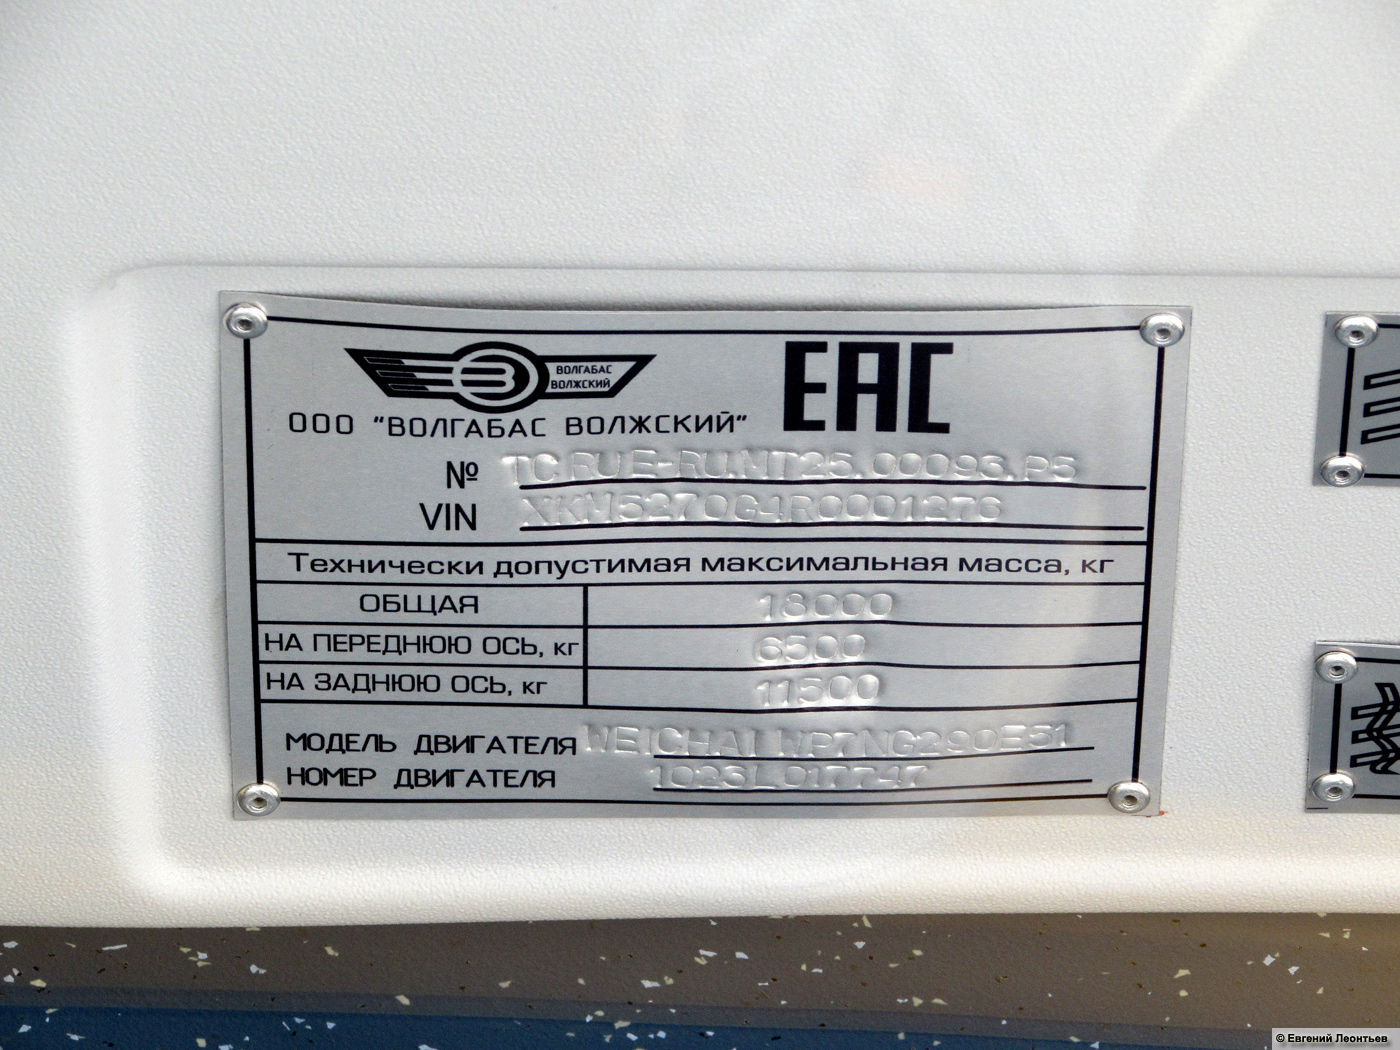 ВОЛГАБАС
ВОЛЖСКИЙ
ООО "ВОЛГАБАС ВОЛЖСКИЙ"
ЕАС
№ TC RU E-RU.MT25.00093.P5
VIN XKM5270G4R0001276
Технически допустимая максимальная масса, кг
ОБЩАЯ 18000
НА ПЕРЕДНЮЮ ОСЬ, кг 6500
НА ЗАДНЮЮ ОСЬ, кг 11500
МОДЕЛЬ ДВИГАТЕЛЯ WEICHAI WP7NG290E51
НОМЕР ДВИГАТЕЛЯ 1023L017747
© Евгений Леонтьев